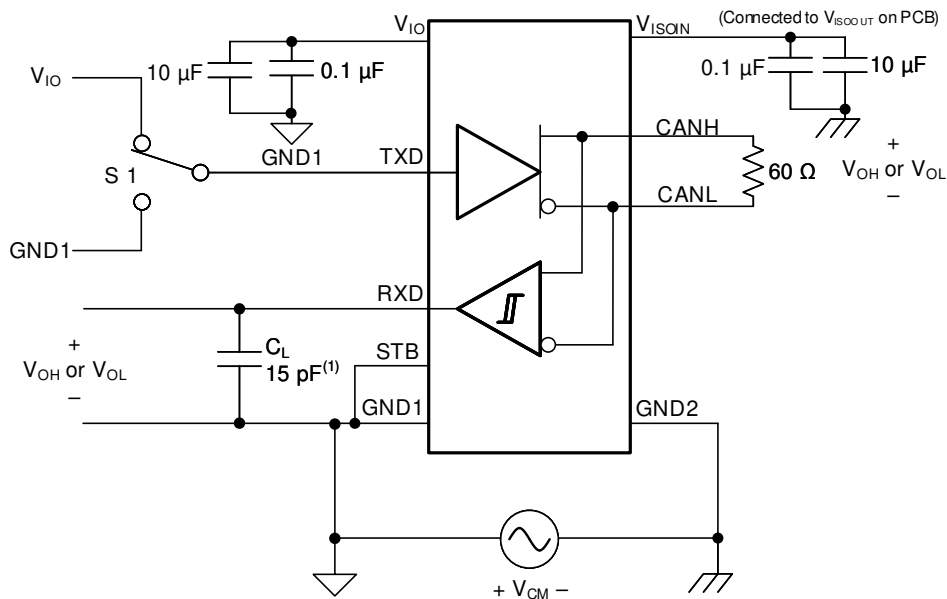 V_IO
V_ISOIN
(Connected to V_ISOOUT on PCB)
V_IO
10 µF
0.1 µF
0.1 µF
10 µF
GND1
TXD
CANH
S 1
60 Ω
+
V_OH or V_OL
–
CANL
GND1
RXD
+
V_OH or V_OL
–
C_L
15 pF(1)
STB
GND1
GND2
+ V_CM –